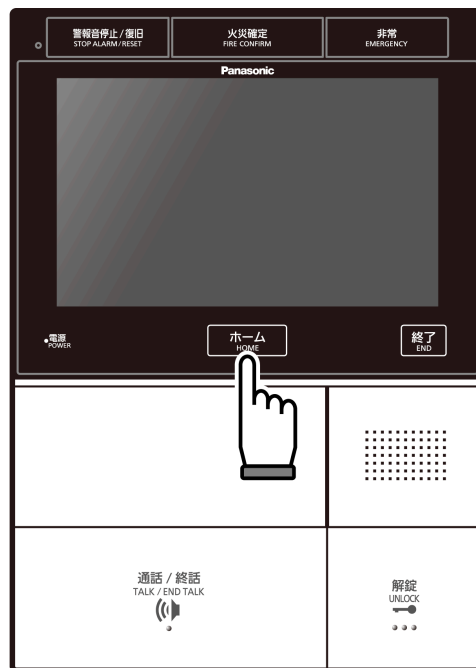 警報音停止 / 復旧
STOP ALARM / RESET
火災確定
FIRE CONFIRM
非常
EMERGENCY
Panasonic
電源
POWER
ホーム
HOME
終了
END
通話 / 終話
TALK / END TALK
解錠
UNLOCK